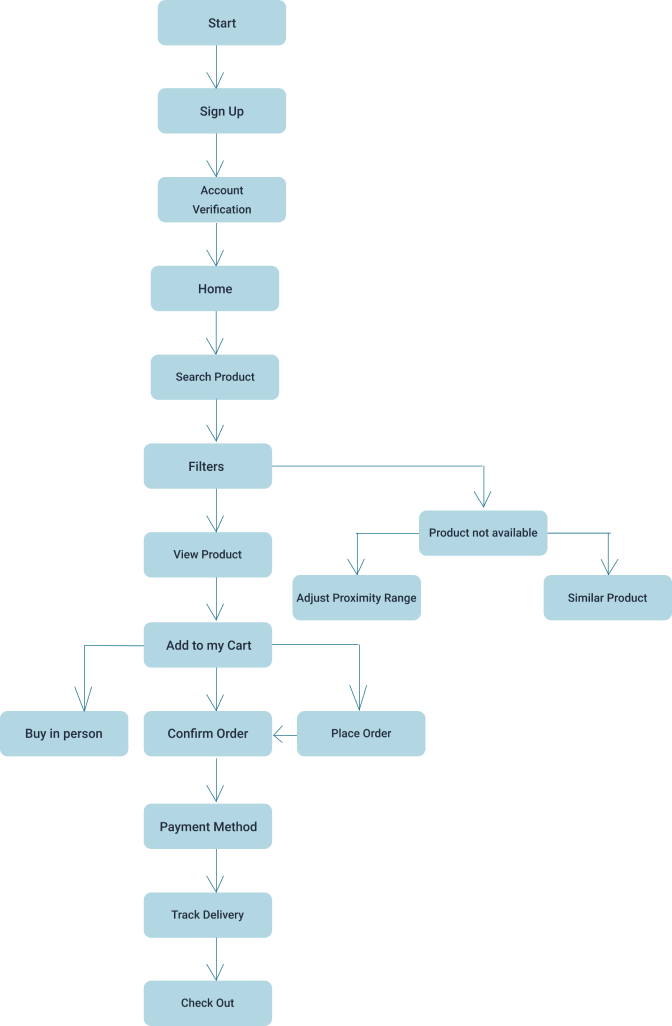 Start
Sign Up
Account
Verification
Home
Search Product
Filters
Product not available
View Product
Adjust Proximity Range
Similar Product
Add to my Cart
Buy in person
Confirm Order
Place Order
Payment Method
Track Delivery
Check Out